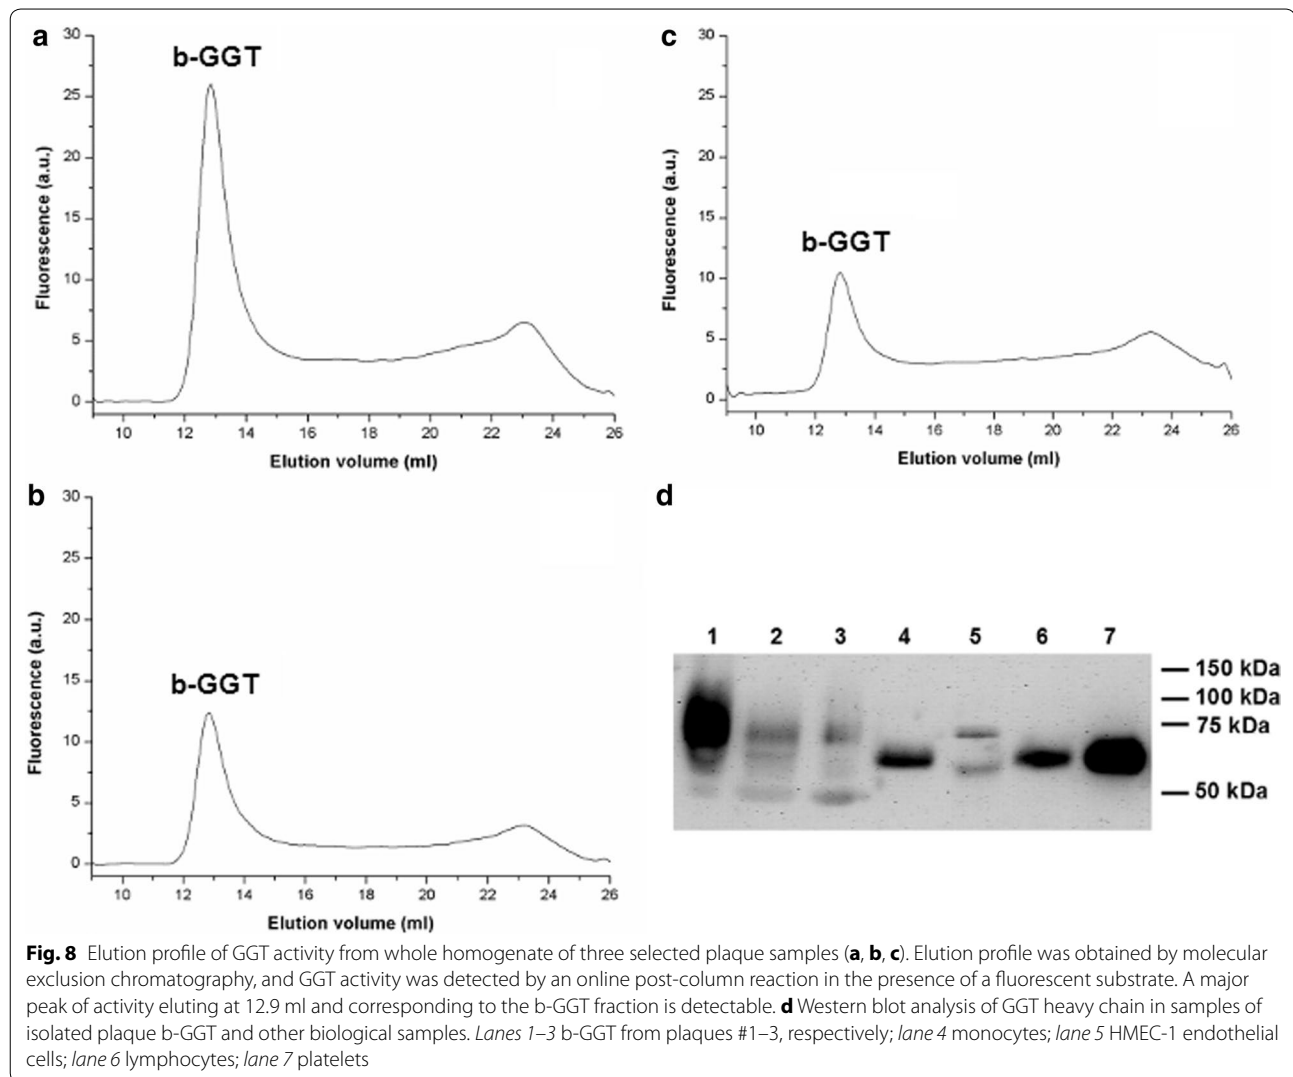 a
30
25
20
15
10
5
0
Fluorescence (a.u.)
b-GGT
10 12 14 16 18 20 22 24 26
Elution volume (ml)
c
30
25
20
15
10
5
0
Fluorescence (a.u.)
b-GGT
10 12 14 16 18 20 22 24 26
Elution volume (ml)
b
30
25
20
15
10
5
0
Fluorescence (a.u.)
b-GGT
10 12 14 16 18 20 22 24 26
Elution volume (ml)
d
1 2 3 4 5 6 7
150 kDa
100 kDa
75 kDa
50 kDa
Fig. 8 Elution profile of GGT activity from whole homogenate of three selected plaque samples (a, b, c). Elution profile was obtained by molecular
exclusion chromatography, and GGT activity was detected by an online post-column reaction in the presence of a fluorescent substrate. A major
peak of activity eluting at 12.9 ml and corresponding to the b-GGT fraction is detectable. d Western blot analysis of GGT heavy chain in samples of
isolated plaque b-GGT and other biological samples. Lanes 1–3 b-GGT from plaques #1–3, respectively; lane 4 monocytes; lane 5 HMEC-1 endothelial
cells; lane 6 lymphocytes; lane 7 platelets